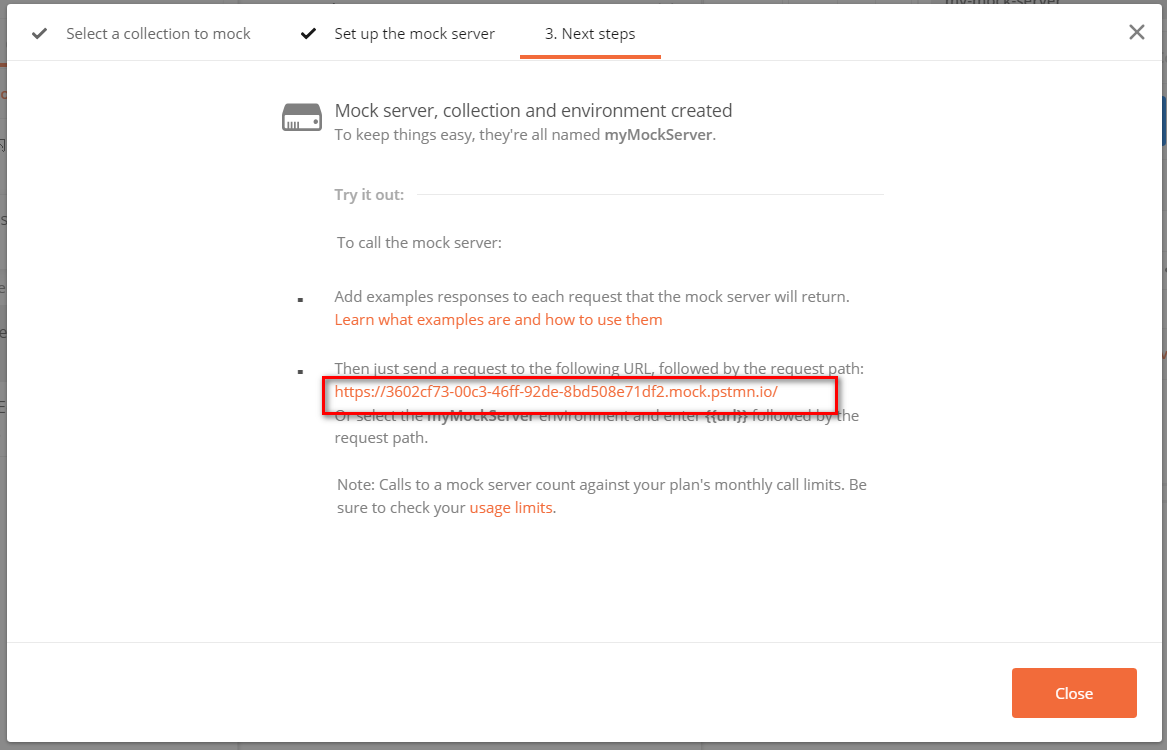 my-mock-server
Select a collection to mock
Set up the mock server
3. Next steps
Mock server, collection and environment created
To keep things easy, they're all named myMockServer.
Try it out:
To call the mock server:
Add examples responses to each request that the mock server will return.
Learn what examples are and how to use them
Then just send a request to the following URL, followed by the request path:
https://3602cf73-00c3-46ff-92de-8bd508e71df2.mock.pstmn.io/
Or select the myMockServer environment and enter {{url}} followed by the
request path.
Note: Calls to a mock server count against your plan's monthly call limits. Be
sure to check your usage limits.
Close